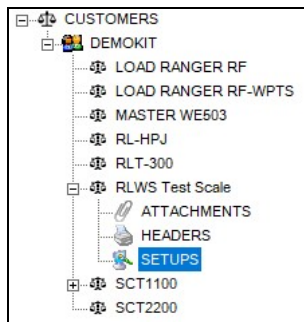 CUSTOMERS
DEMOKIT
LOAD RANGER RF
LOAD RANGER RF-WPTS
MASTER WE503
RL-HPJ
RLT-300
RLWS Test Scale
ATTACHMENTS
HEADERS
SETUPS
SCT1100
SCT2200